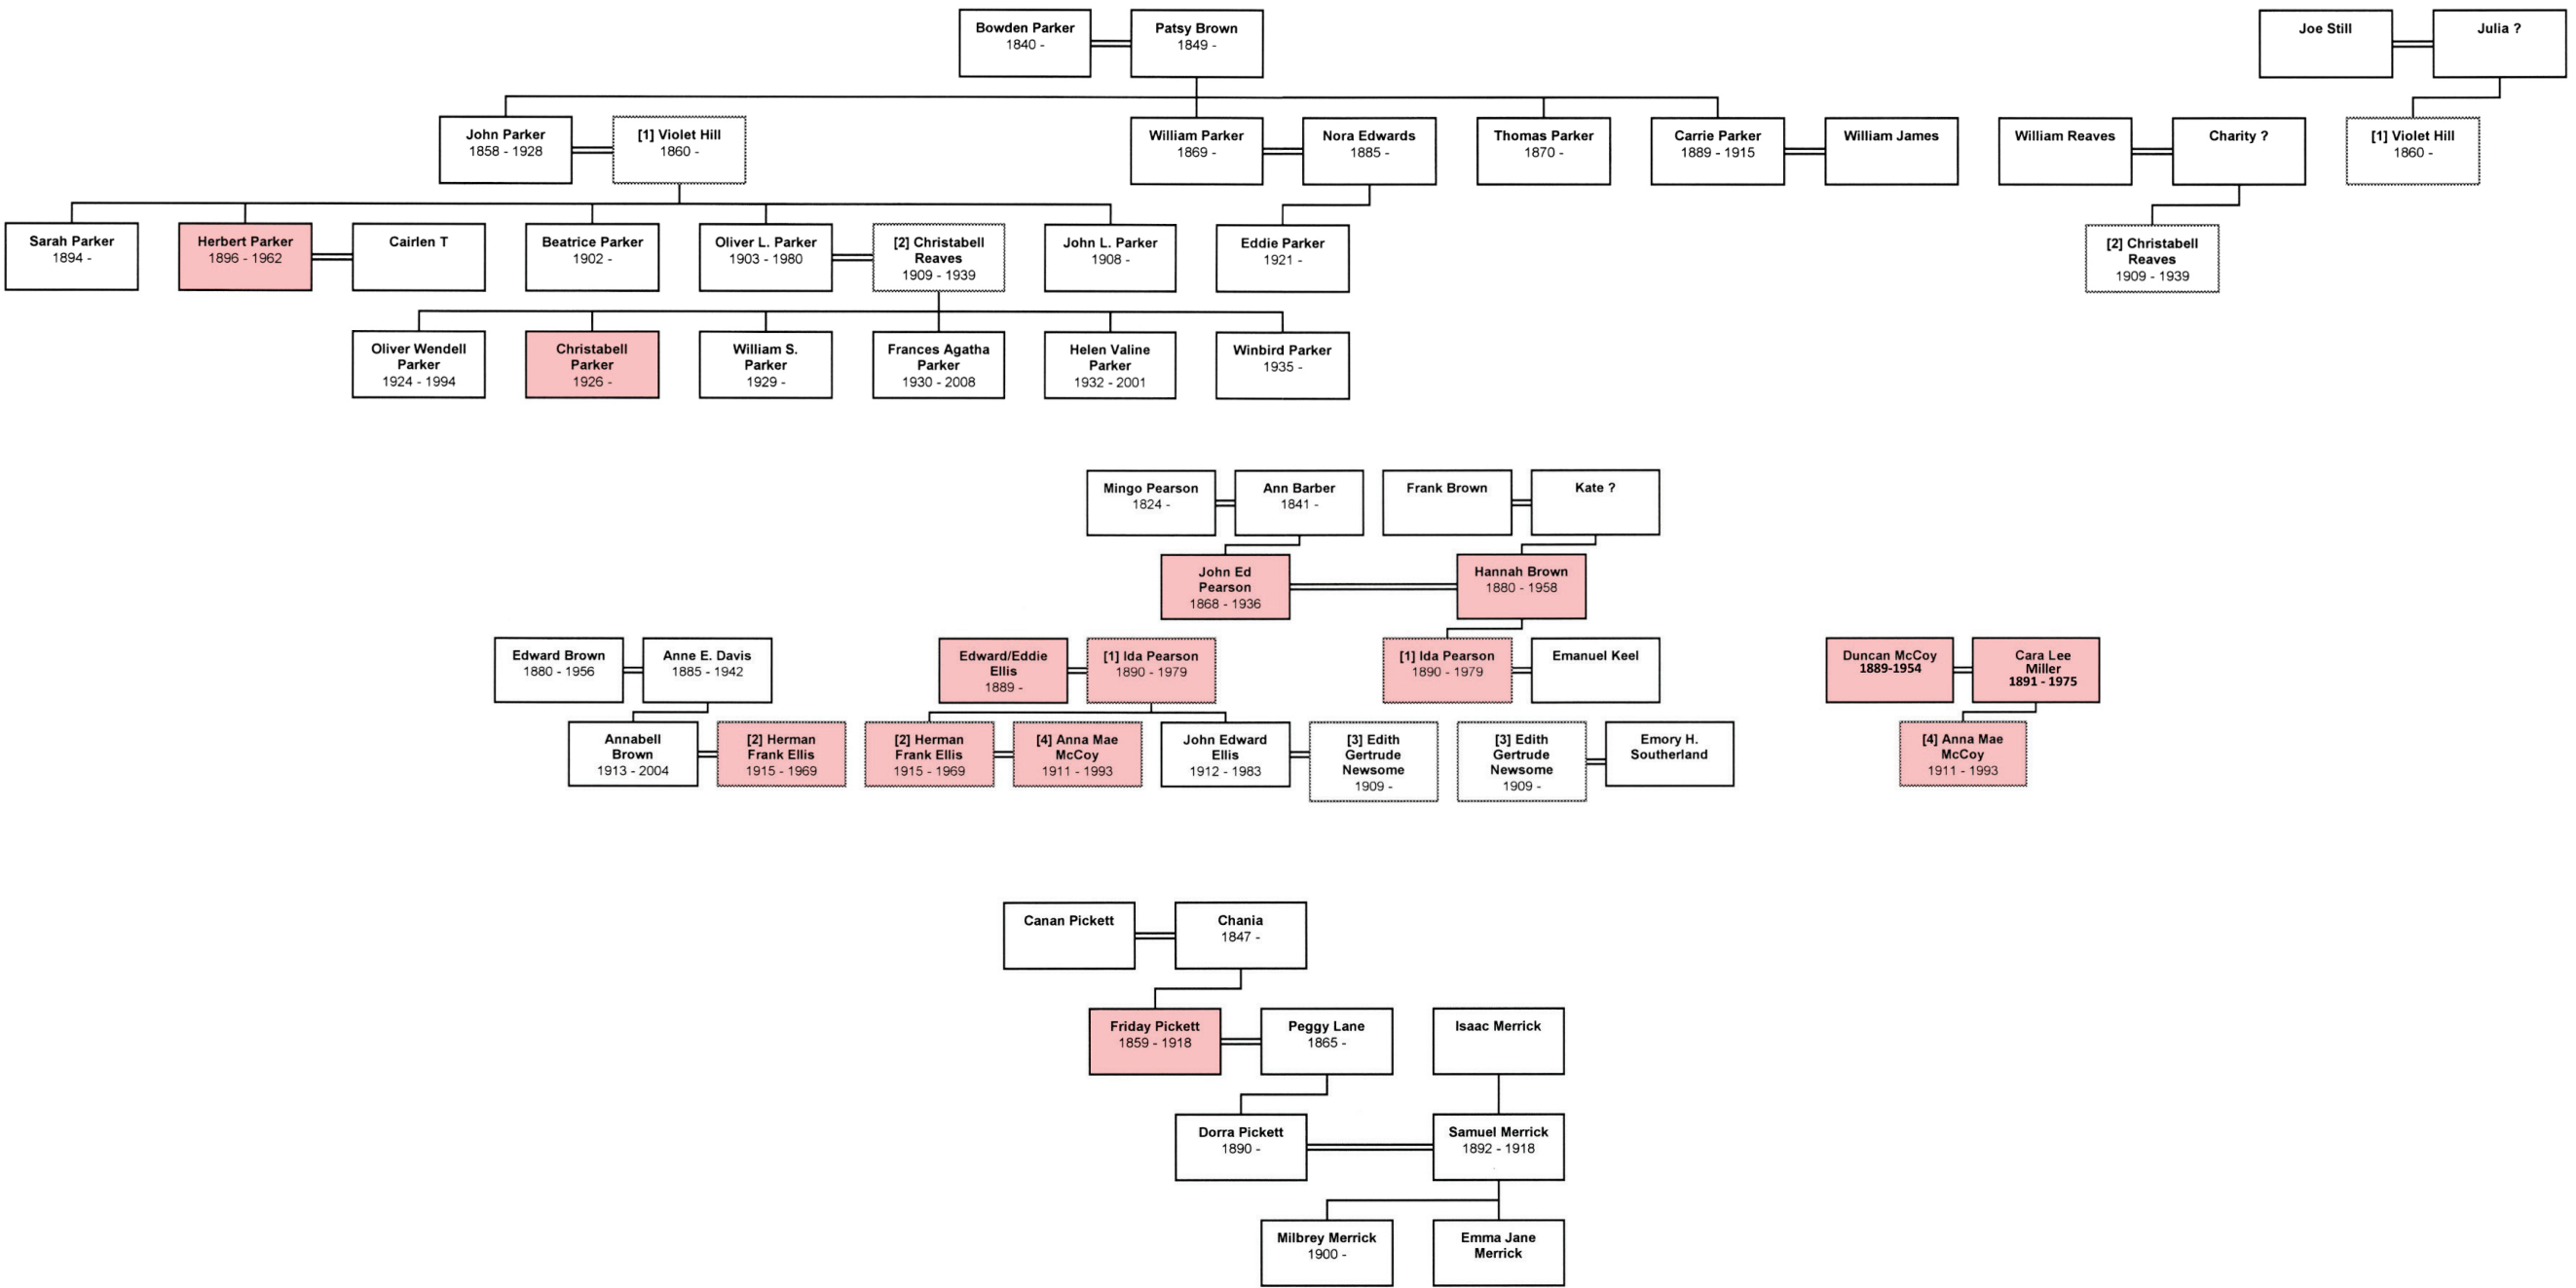 Bowden Parker
1840 -
Patsy Brown
1849 -
Joe Still
Julia ?
John Parker
1858 - 1928
[1] Violet Hill
1860 -
William Parker
1869 -
Nora Edwards
1885 -
Thomas Parker
1870 -
Carrie Parker
1889 - 1915
William James
William Reaves
Charity ?
[1] Violet Hill
1860 -
Sarah Parker
1894 -
Herbert Parker
1896 - 1962
Cairlen T
Beatrice Parker
1902 -
Oliver L. Parker
1903 - 1980
[2] Christabell
Reaves
1909 - 1939
John L. Parker
1908 -
Eddie Parker
1921 -
[2] Christabell
Reaves
1909 - 1939
Oliver Wendell
Parker
1924 - 1994
Christabell
Parker
1926 -
William S.
Parker
1929 -
Frances Agatha
Parker
1930 - 2008
Helen Valine
Parker
1932 - 2001
Winbird Parker
1935 -
Mingo Pearson
1824 -
Ann Barber
1841 -
Frank Brown
Kate ?
John Ed
Pearson
1868 - 1936
Hannah Brown
1880 - 1958
Edward Brown
1880 - 1956
Anne E. Davis
1885 - 1942
Edward/Eddie
Ellis
1889 -
[1] Ida Pearson
1890 - 1979
[1] Ida Pearson
1890 - 1979
Emanuel Keel
Duncan McCoy
1889-1954
Cara Lee
Miller
1891 - 1975
Annabell
Brown
1913 - 2004
[2] Herman
Frank Ellis
1915 - 1969
[2] Herman
Frank Ellis
1915 - 1969
[4] Anna Mae
McCoy
1911 - 1993
John Edward
Ellis
1912 - 1983
[3] Edith
Gertrude
Newsome
1909 -
[3] Edith
Gertrude
Newsome
1909 -
Emory H.
Southerland
[4] Anna Mae
McCoy
1911 - 1993
Canan Pickett
Chania
1847 -
Friday Pickett
1859 - 1918
Peggy Lane
1865 -
Isaac Merrick
Dorra Pickett
1890 -
Samuel Merrick
1892 - 1918
Milbrey Merrick
1900 -
Emma Jane
Merrick